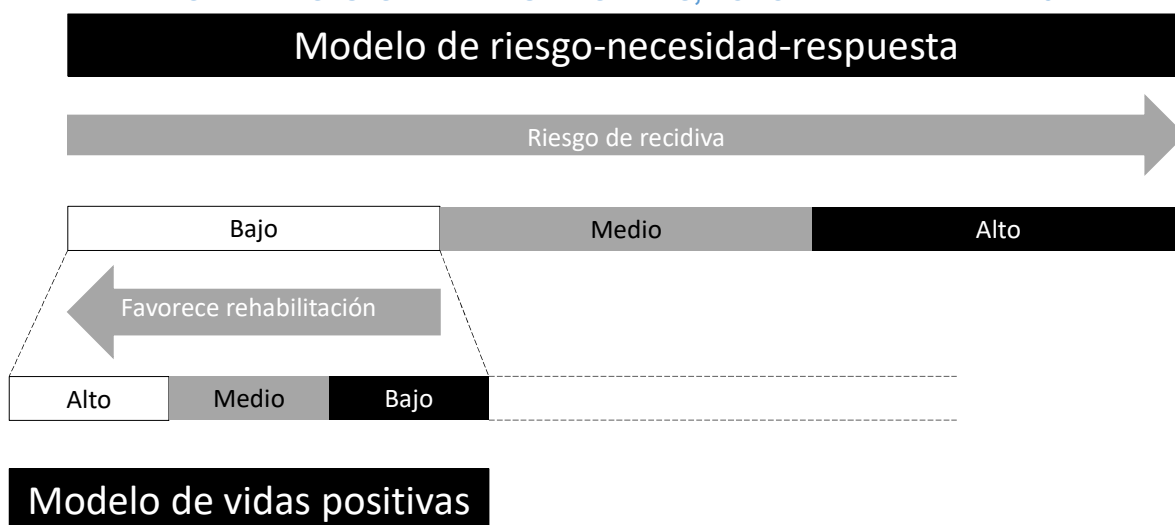 Modelo de riesgo-necesidad-respuesta
Riesgo de recidiva
Bajo Medio Alto
Favorece rehabilitación
Alto Medio Bajo
Modelo de vidas positivas